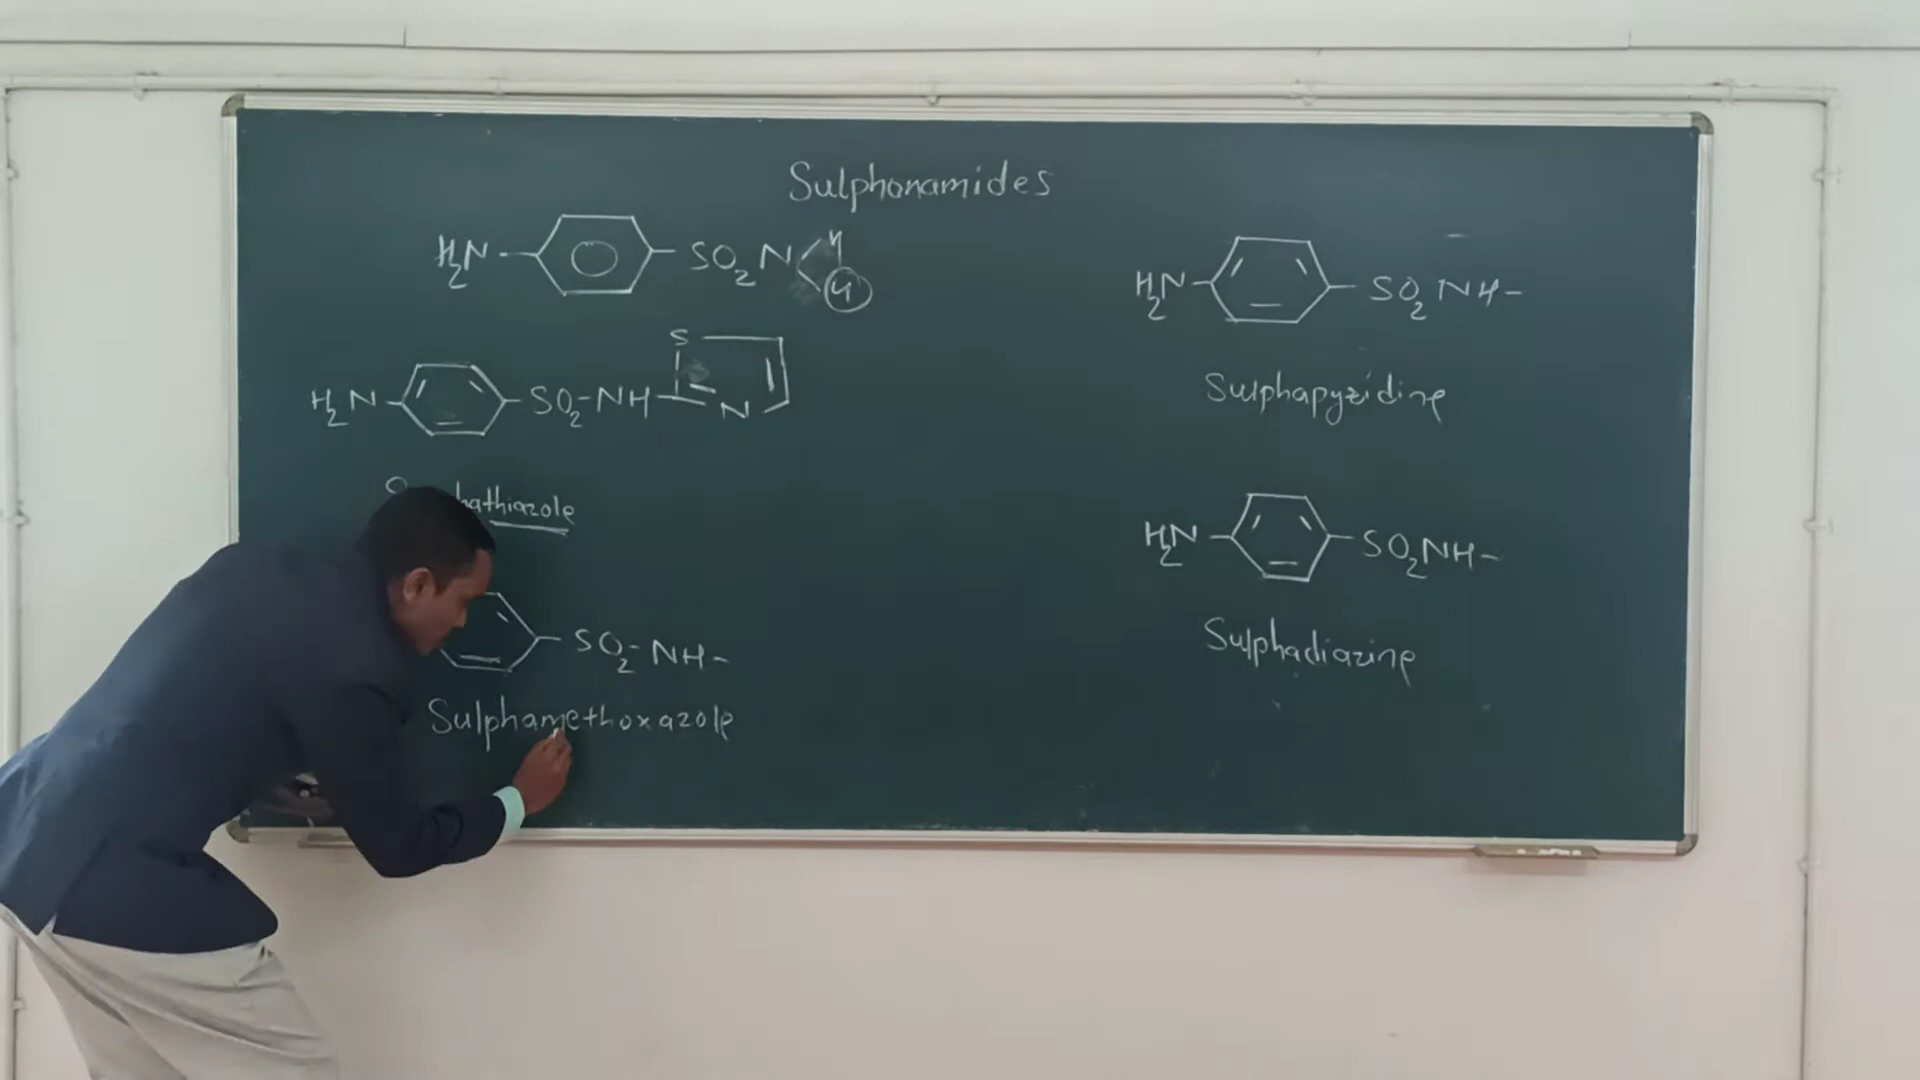 Sulphonamides
H₂N SO₂N H H
H₂N SO₂-NH S N
hathiazole
SO₂-NH-
Sulphamethoxazole
H₂N SO₂NH-
Sulphapyridine
H₂N SO₂NH-
Sulphadiazine